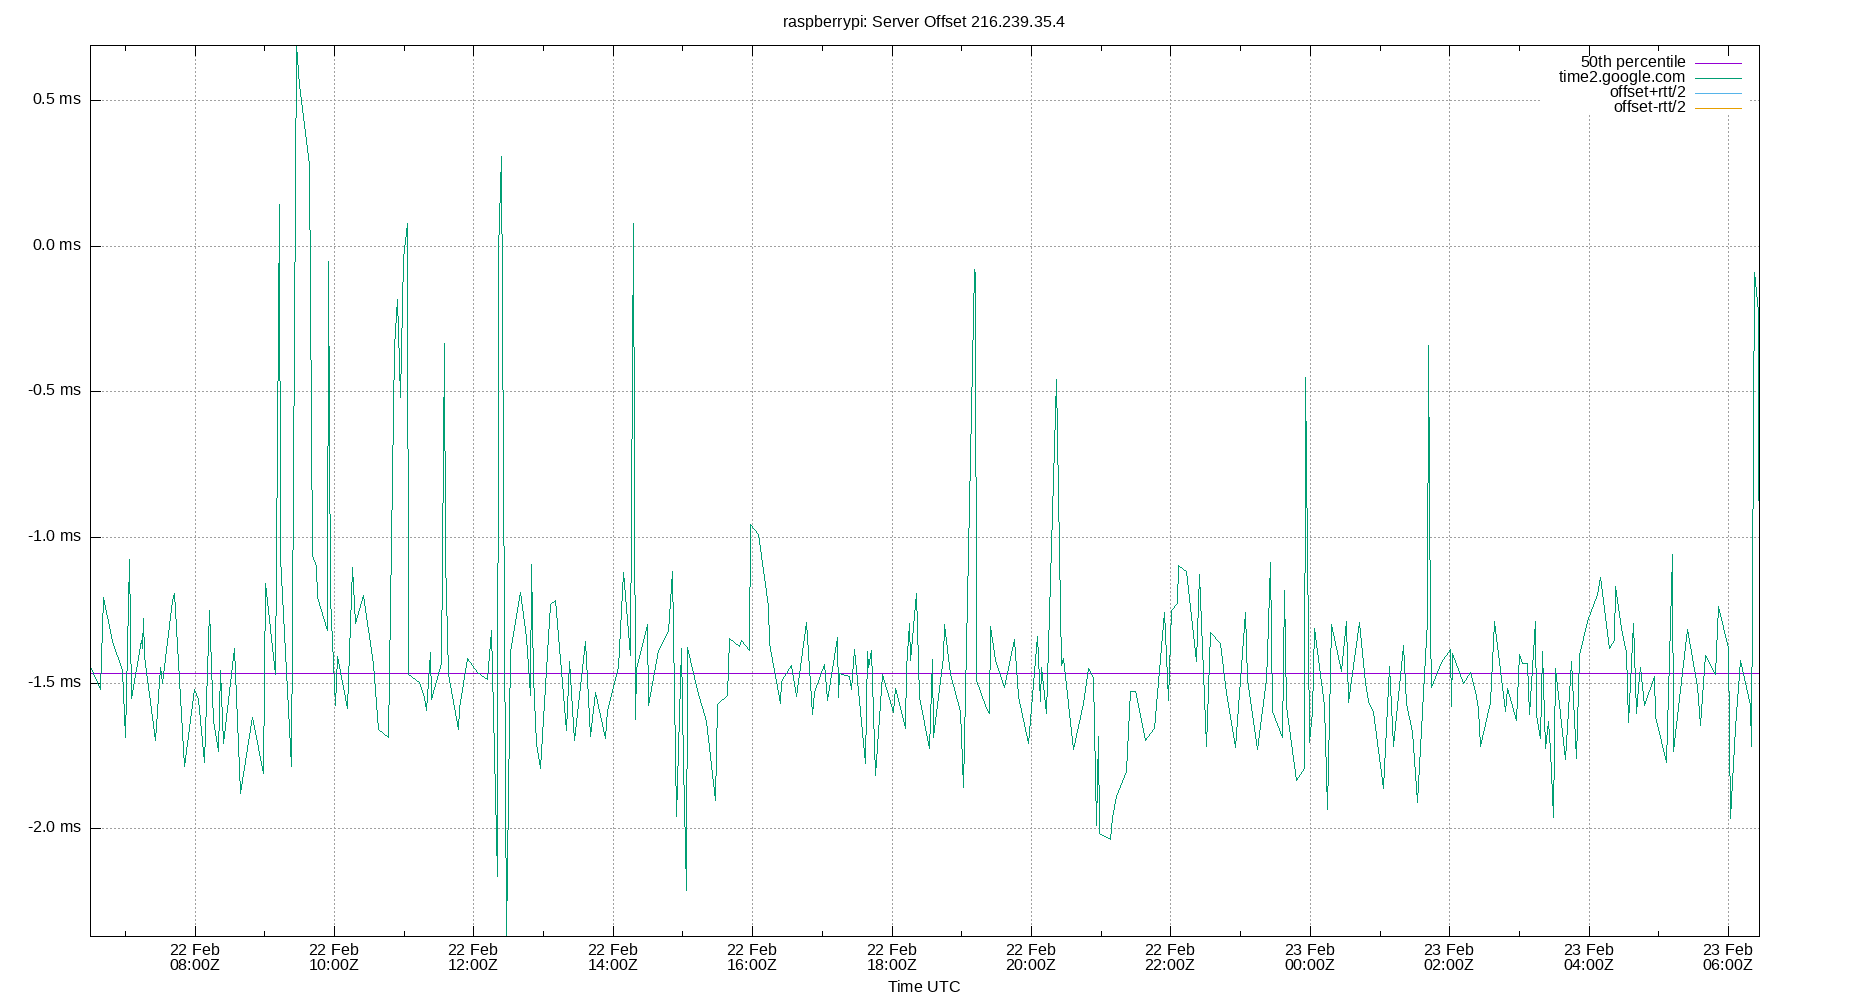 raspberrypi: Server Offset 216.239.35.4
50th percentile
time2.google.com
offset+rtt/2
offset-rtt/2
0.5 ms
0.0 ms
-0.5 ms
-1.0 ms
-1.5 ms
-2.0 ms
22 Feb 22 Feb 22 Feb 22 Feb 22 Feb 22 Feb 22 Feb 22 Feb 23 Feb 23 Feb 23 Feb 23 Feb
08:00Z 10:00Z 12:00Z 14:00Z 16:00Z 18:00Z 20:00Z 22:00Z 00:00Z 02:00Z 04:00Z 06:00Z
Time UTC